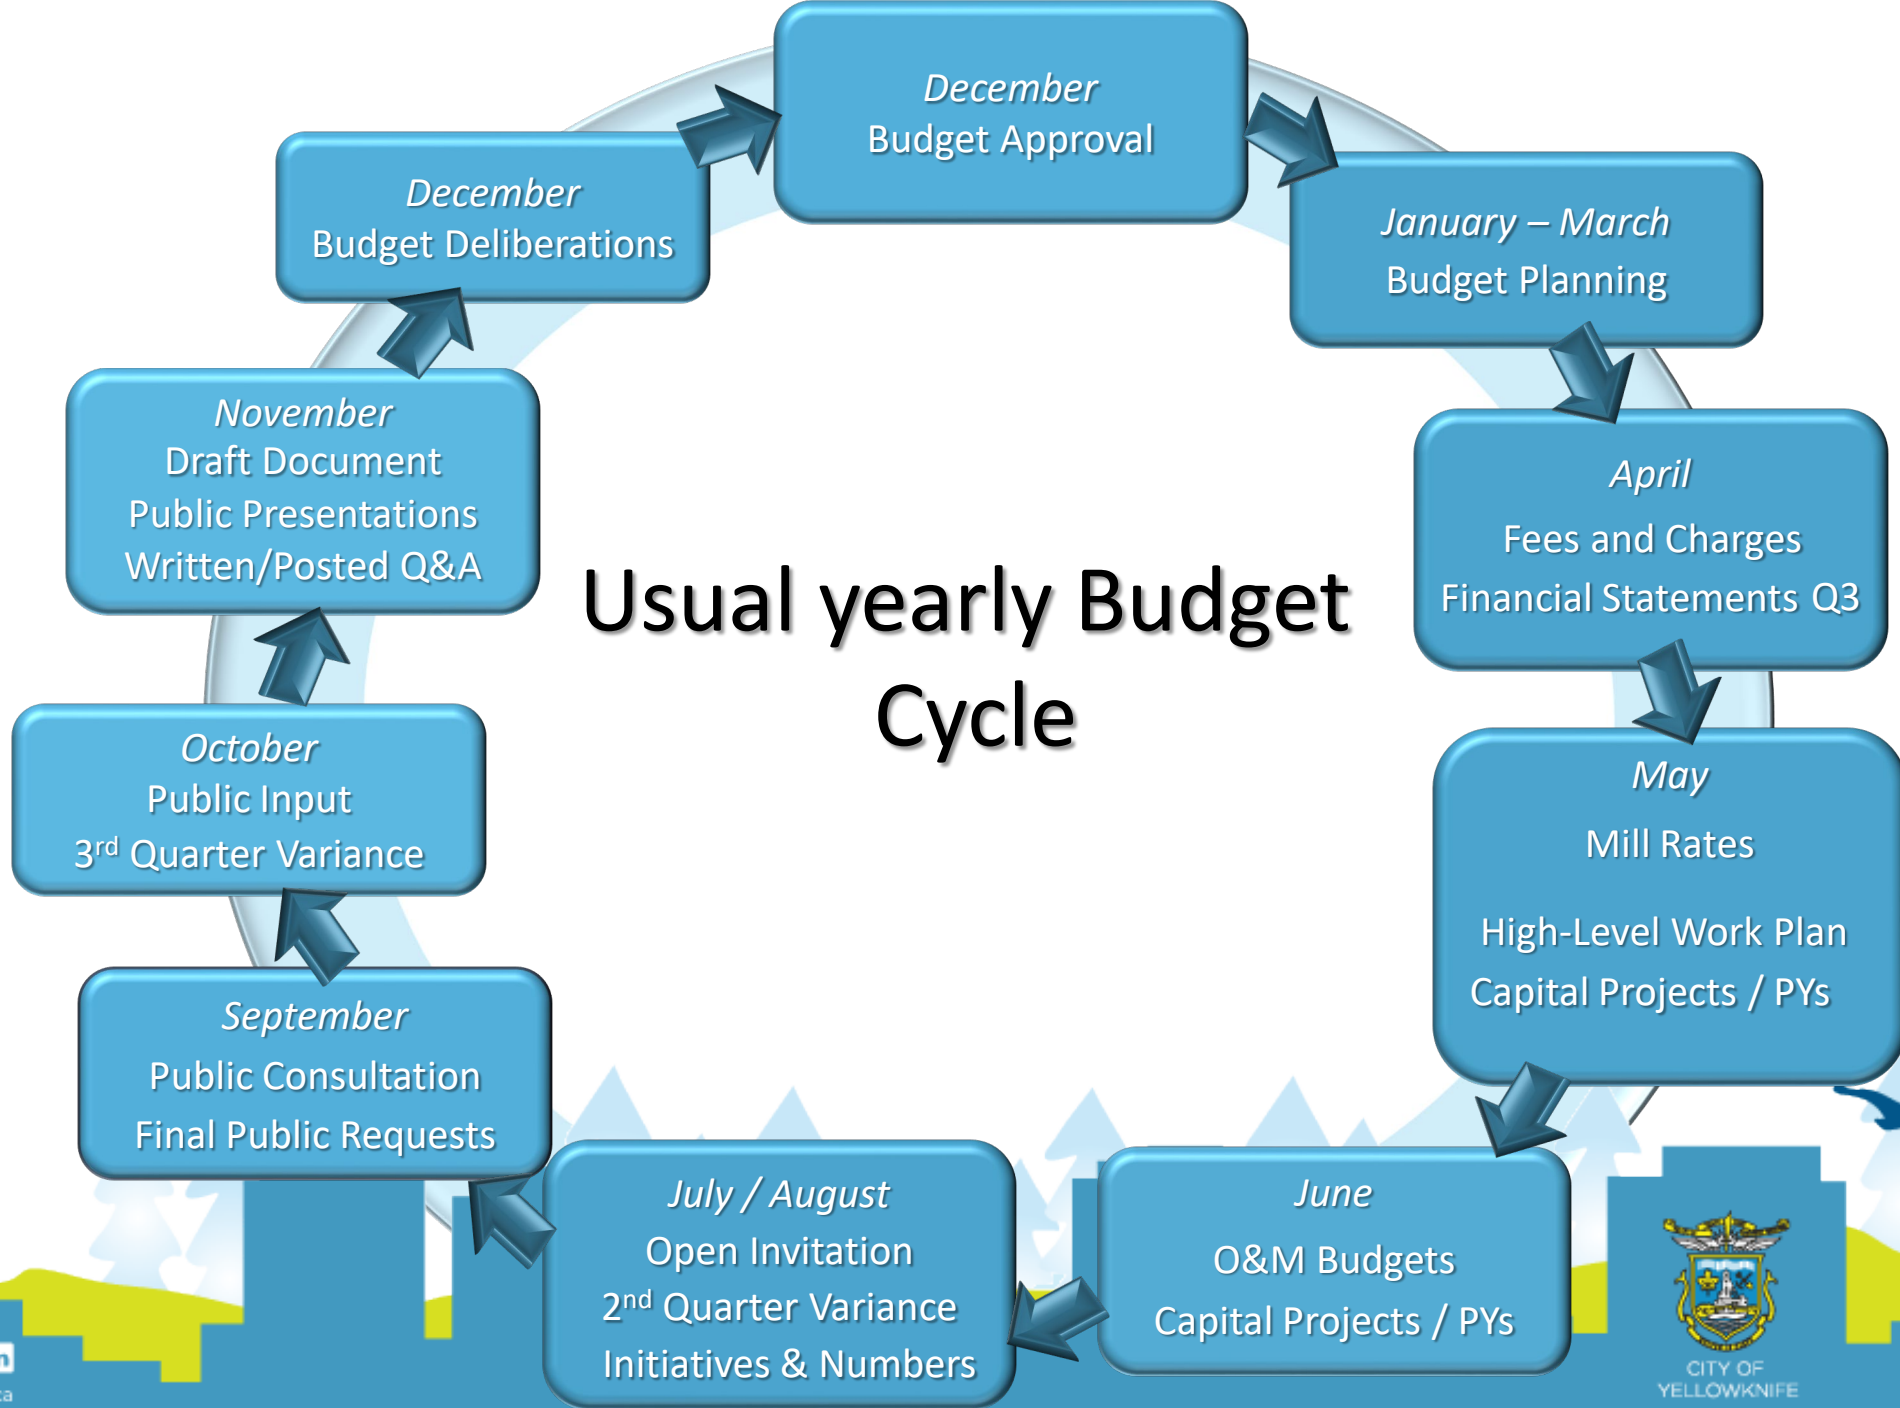 December
Budget Approval
January – March
Budget Planning
April
Fees and Charges
Financial Statements Q3
May
Mill Rates
High-Level Work Plan
Capital Projects / PYs
June
O&M Budgets
Capital Projects / PYs
July / August
Open Invitation
2nd Quarter Variance
Initiatives & Numbers
September
Public Consultation
Final Public Requests
October
Public Input
3rd Quarter Variance
November
Draft Document
Public Presentations
Written/Posted Q&A
December
Budget Deliberations
Usual yearly Budget
Cycle
CITY OF
YELLOWKNIFE